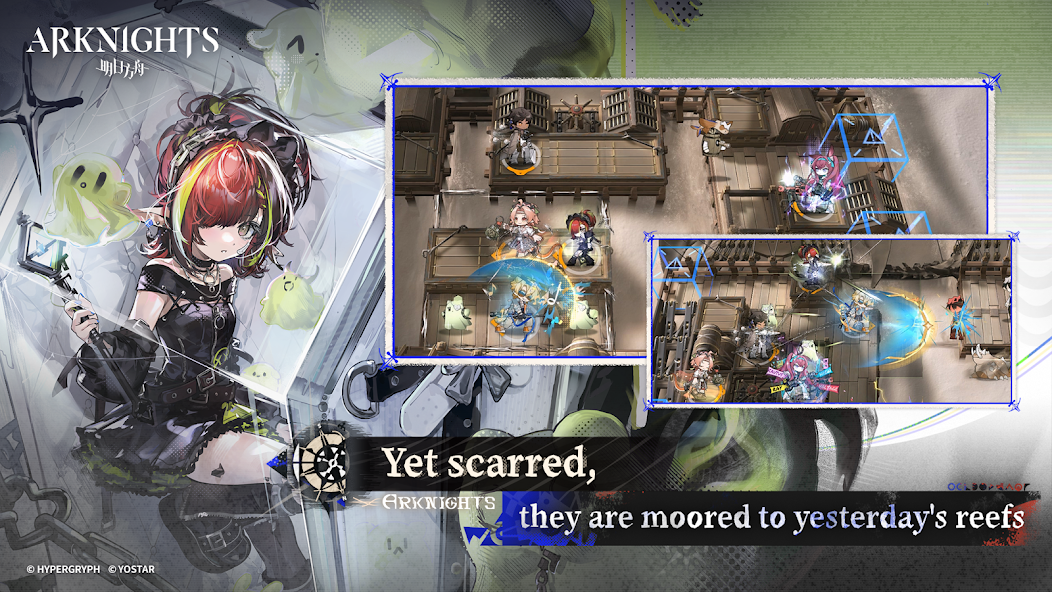 ARKNIGHTS
明日方舟
Yet scarred,
ARKNIGHTS
they are moored to yesterday's reefs
© HYPERGRYPH © YOSTAR